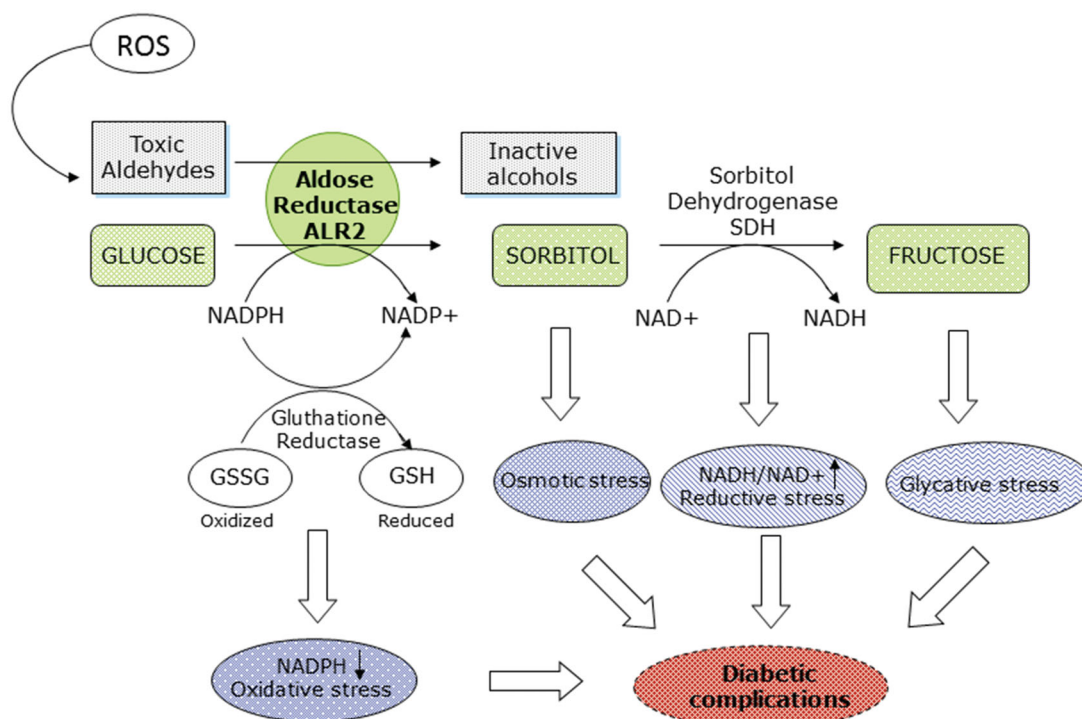 ROS
Toxic
Aldehydes
Aldose
Reductase
ALR2
Inactive
alcohols
Sorbitol
Dehydrogenase
SDH
GLUCOSE
SORBITOL
FRUCTOSE
NADPH
NADP+
NAD+
NADH
Gluthatione
Reductase
GSSG
GSH
Oxidized
Reduced
Osmotic stress
NADH/NAD+
Reductive stress
Glycative stress
NADPH
Oxidative stress
Diabetic
complications